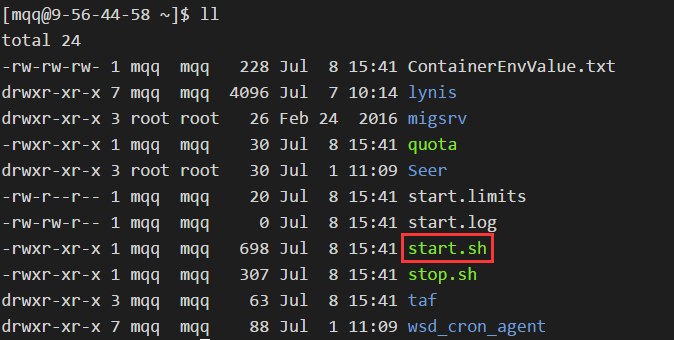 [mqq@9-56-44-58 ~]$ ll
total 24
-rw-rw-rw- 1 mqq  mqq   228 Jul  8 15:41 ContainerEnvValue.txt
drwxr-xr-x 7 mqq  mqq  4096 Jul  7 10:14 lynis
drwxr-xr-x 3 root root   26 Feb 24  2016 migsrv
-rwxr-xr-x 1 mqq  mqq    30 Jul  8 15:41 quota
drwxr-xr-x 3 root root   30 Jul  1 11:09 Seer
-rw-r--r-- 1 mqq  mqq    20 Jul  8 15:41 start.limits
-rw-rw-r-- 1 mqq  mqq     0 Jul  8 15:41 start.log
-rwxr-xr-x 1 mqq  mqq   698 Jul  8 15:41 start.sh
-rwxr-xr-x 1 mqq  mqq   307 Jul  8 15:41 stop.sh
drwxr-xr-x 3 mqq  mqq    63 Jul  8 15:41 taf
drwxr-xr-x 7 mqq  mqq    88 Jul  1 11:09 wsd_cron_agent